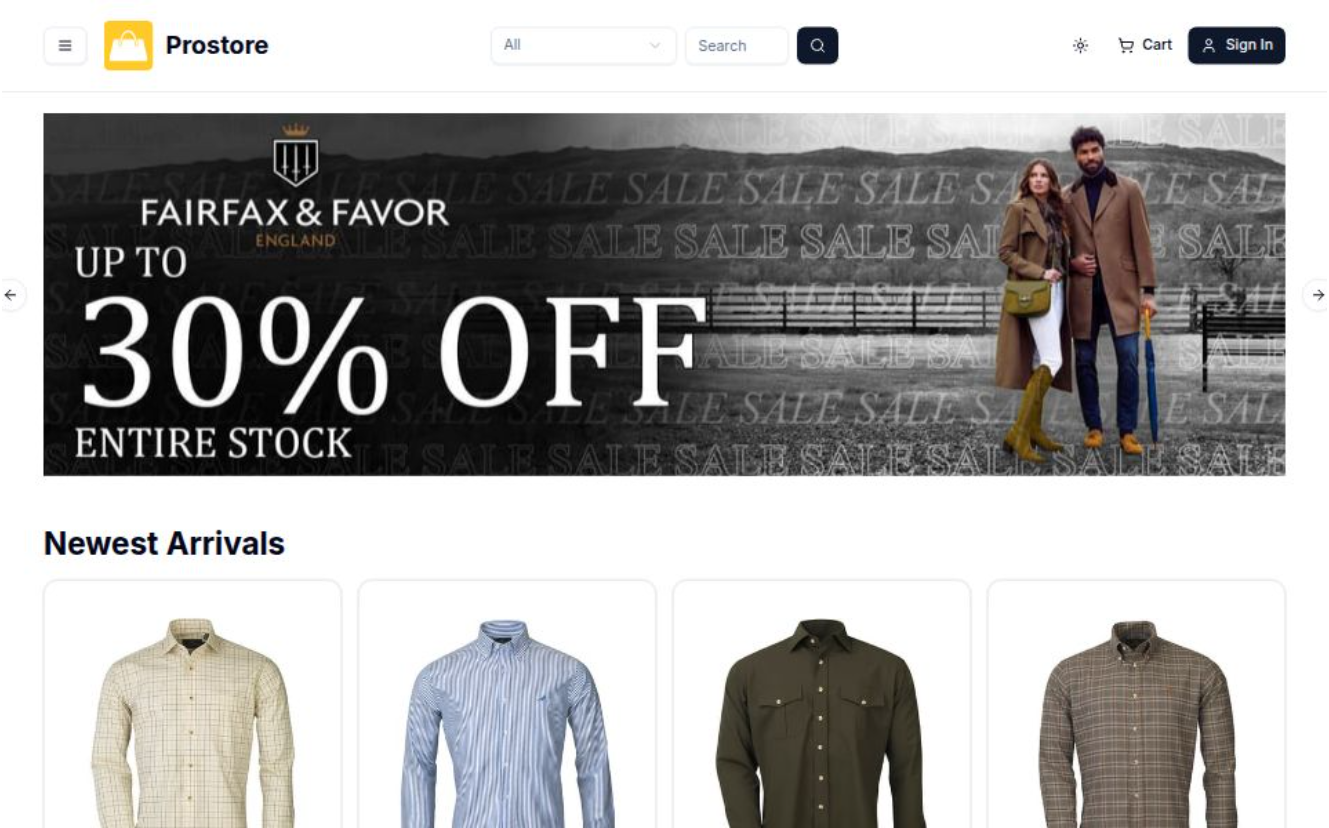 Prostore
All
Search
Cart
Sign In
FAIRFAX & FAVOR
ENGLAND
UP TO
30% OFF
ENTIRE STOCK
SALE SALE SALE SALE SALE
Newest Arrivals